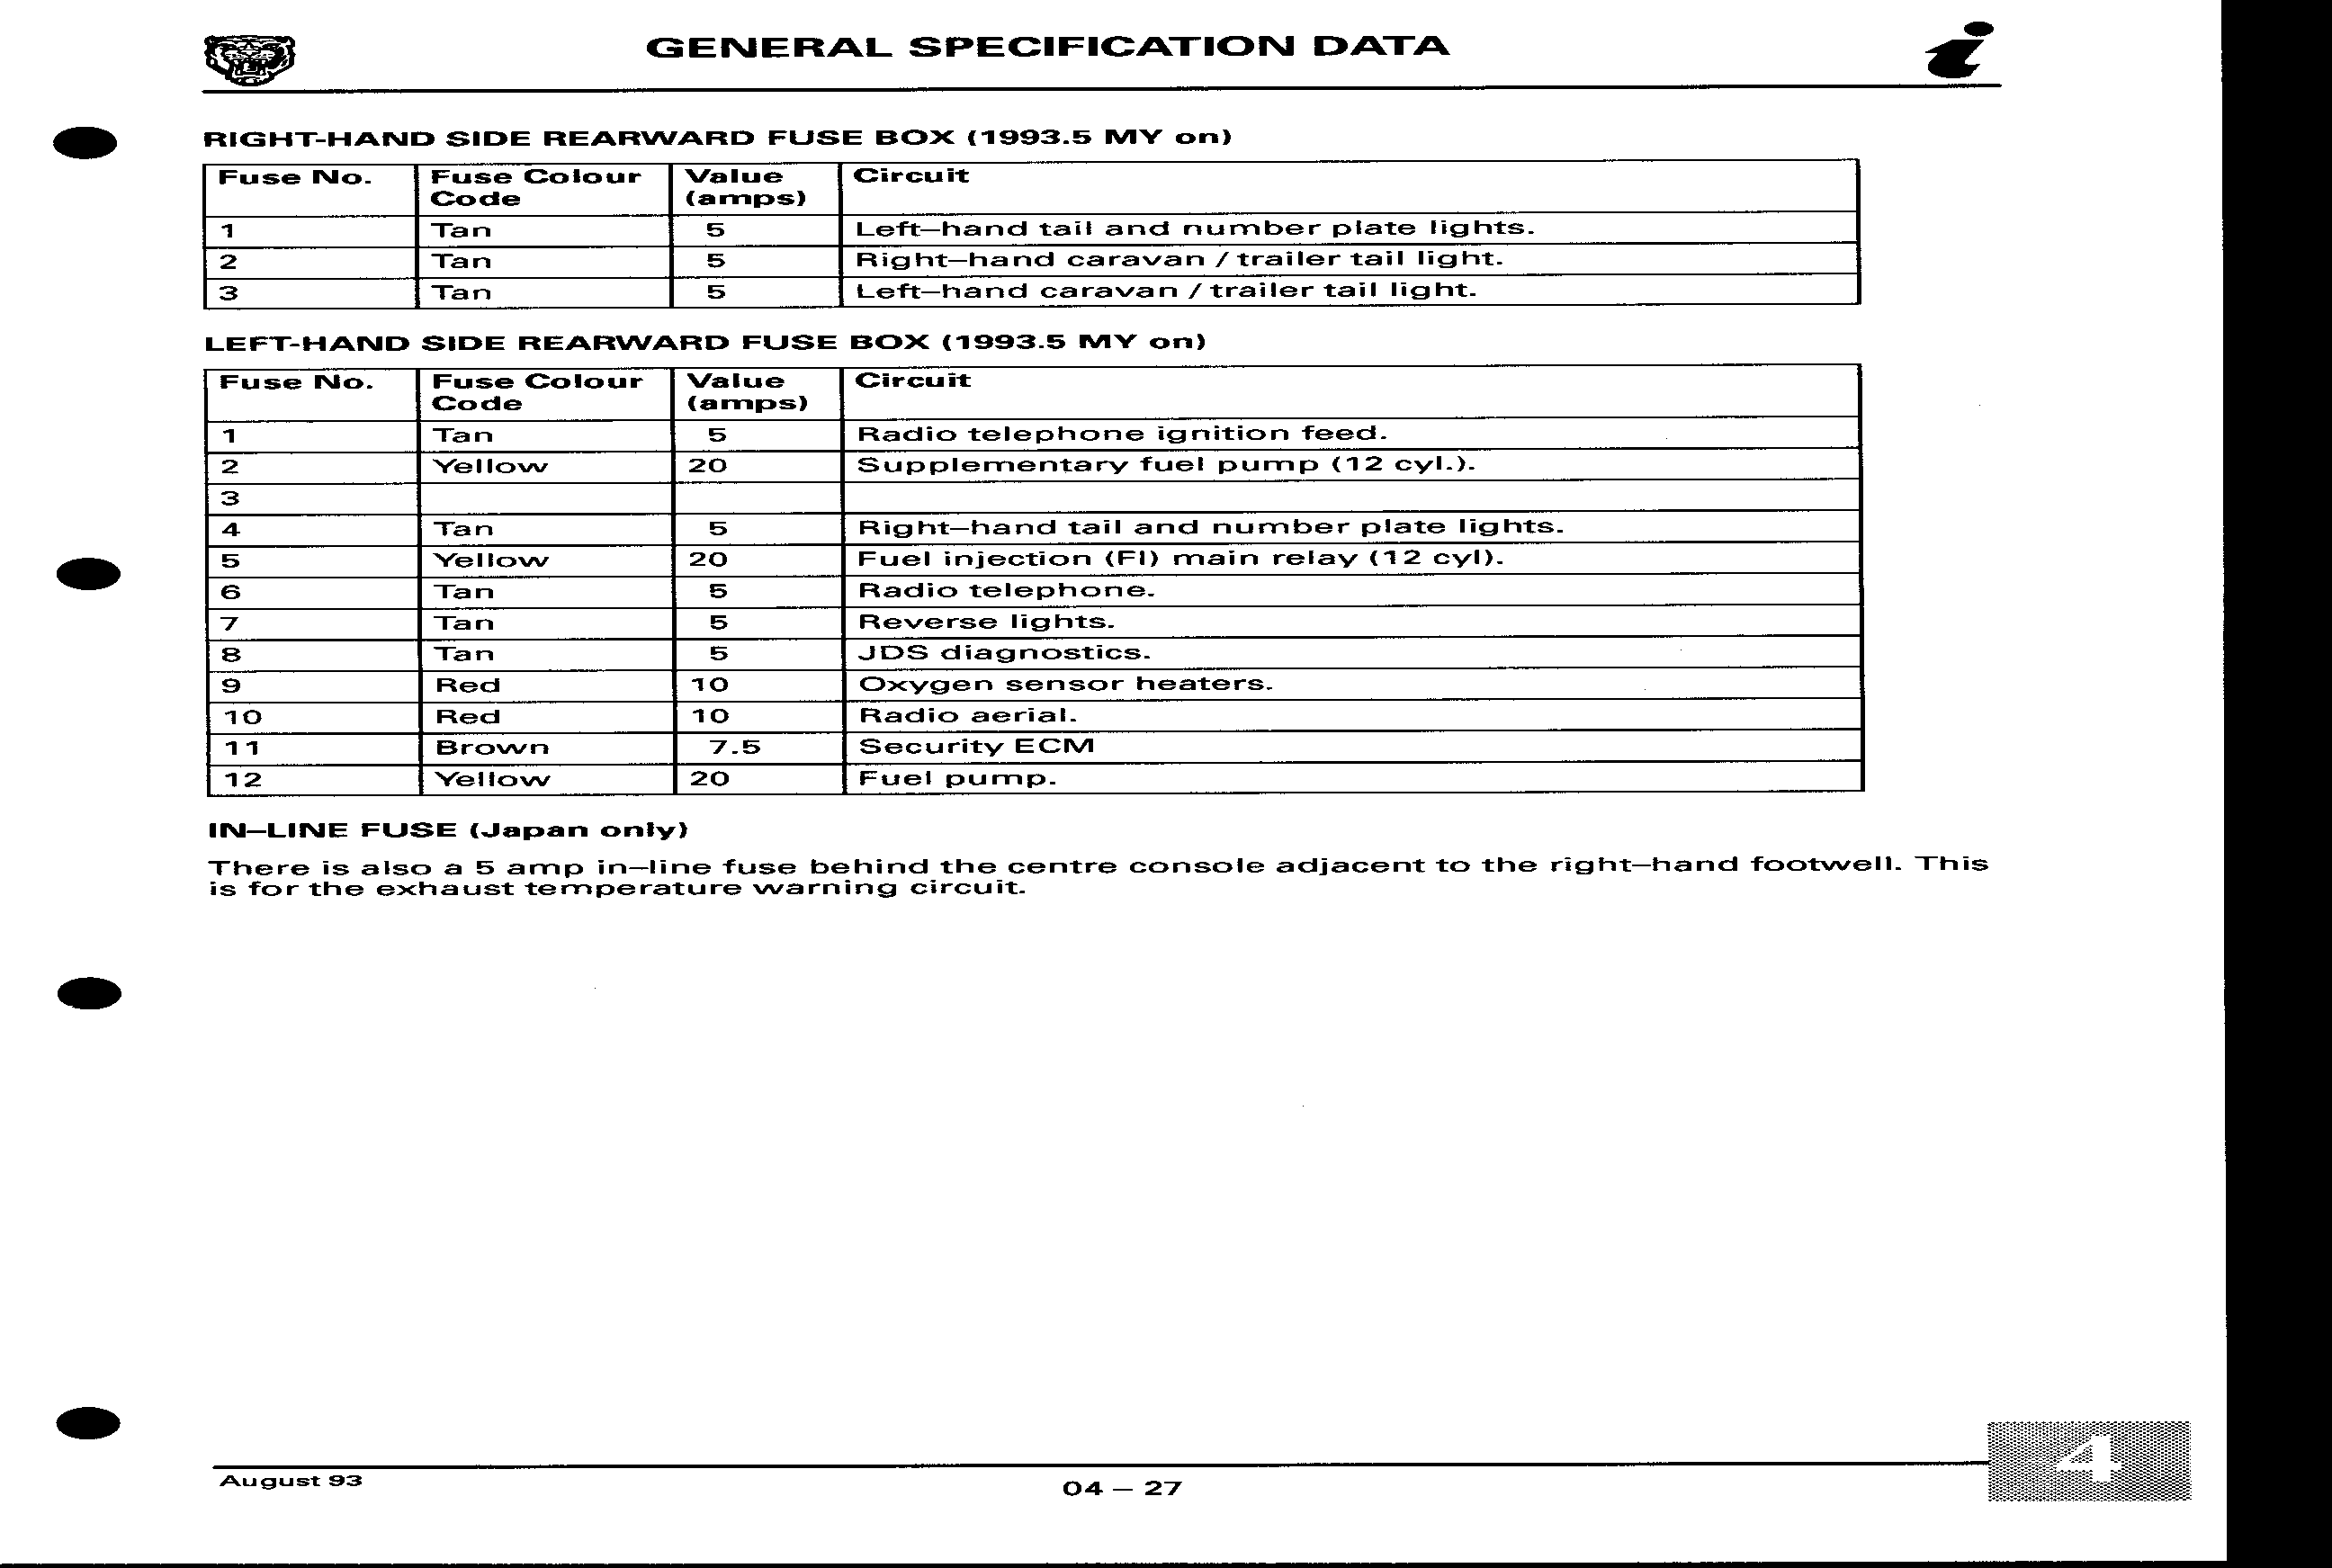 GENERAL SPECIFICATION DATA
RIGHT-HAND SIDE REARWARD FUSE BOX (1993.5 MY on)
Fuse No. Fuse Colour Code Value (amps) Circuit
1 Tan 5 Left–hand tail and number plate lights.
2 Tan 5 Right–hand caravan / trailer tail light.
3 Tan 5 Left–hand caravan / trailer tail light.
LEFT-HAND SIDE REARWARD FUSE BOX (1993.5 MY on)
Fuse No. Fuse Colour Code Value (amps) Circuit
1 Tan 5 Radio telephone ignition feed.
2 Yellow 20 Supplementary fuel pump (12 cyl.).
3
4 Tan 5 Right–hand tail and number plate lights.
5 Yellow 20 Fuel injection (FI) main relay (12 cyl).
6 Tan 5 Radio telephone.
7 Tan 5 Reverse lights.
8 Tan 5 JDS diagnostics.
9 Red 10 Oxygen sensor heaters.
10 Red 10 Radio aerial.
11 Brown 7.5 Security ECM
12 Yellow 20 Fuel pump.
IN–LINE FUSE (Japan only)
There is also a 5 amp in–line fuse behind the centre console adjacent to the right–hand footwell. This
is for the exhaust temperature warning circuit.
August 93
04 – 27
4